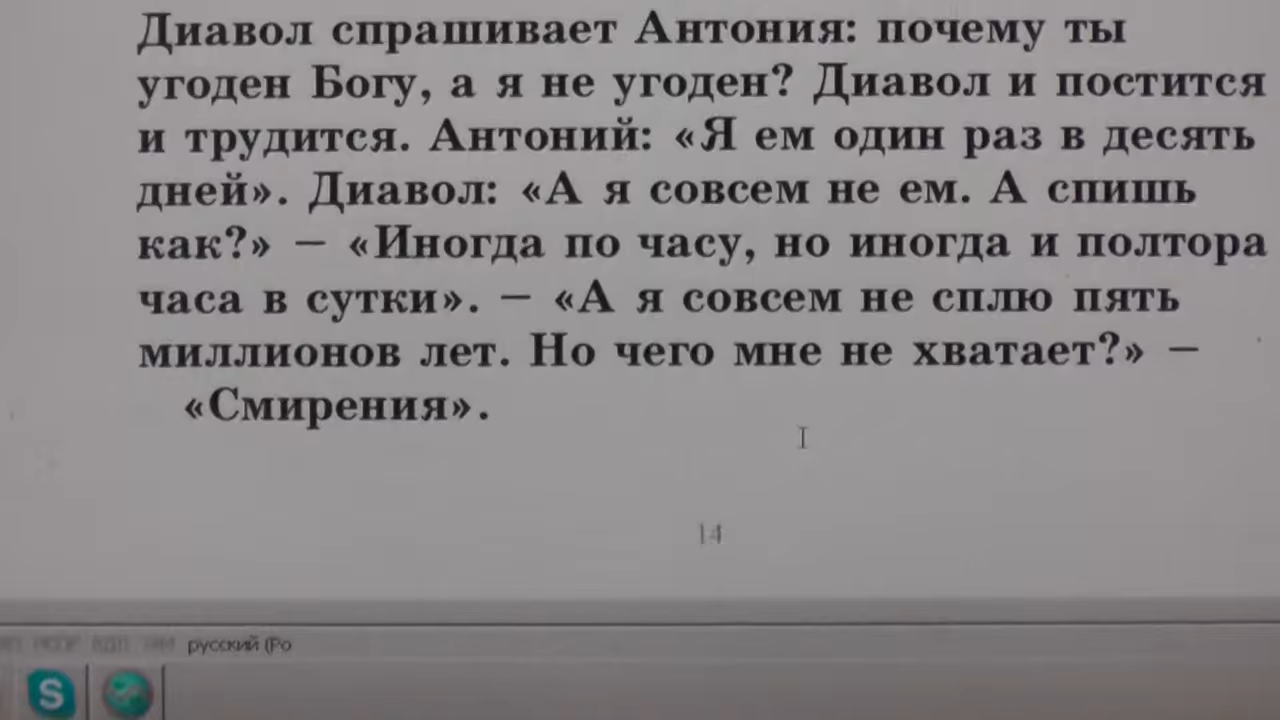 Диавол спрашивает Антония: почему ты
угоден Богу, а я не угоден? Диавол и постится
и трудится. Антоний: «Я ем один раз в десять
дней». Диавол: «А я совсем не ем. А спишь
как?» – «Иногда по часу, но иногда и полтора
часа в сутки». – «А я совсем не сплю пять
миллионов лет. Но чего мне не хватает?» –
«Смирения».
14
русский (Ро
S